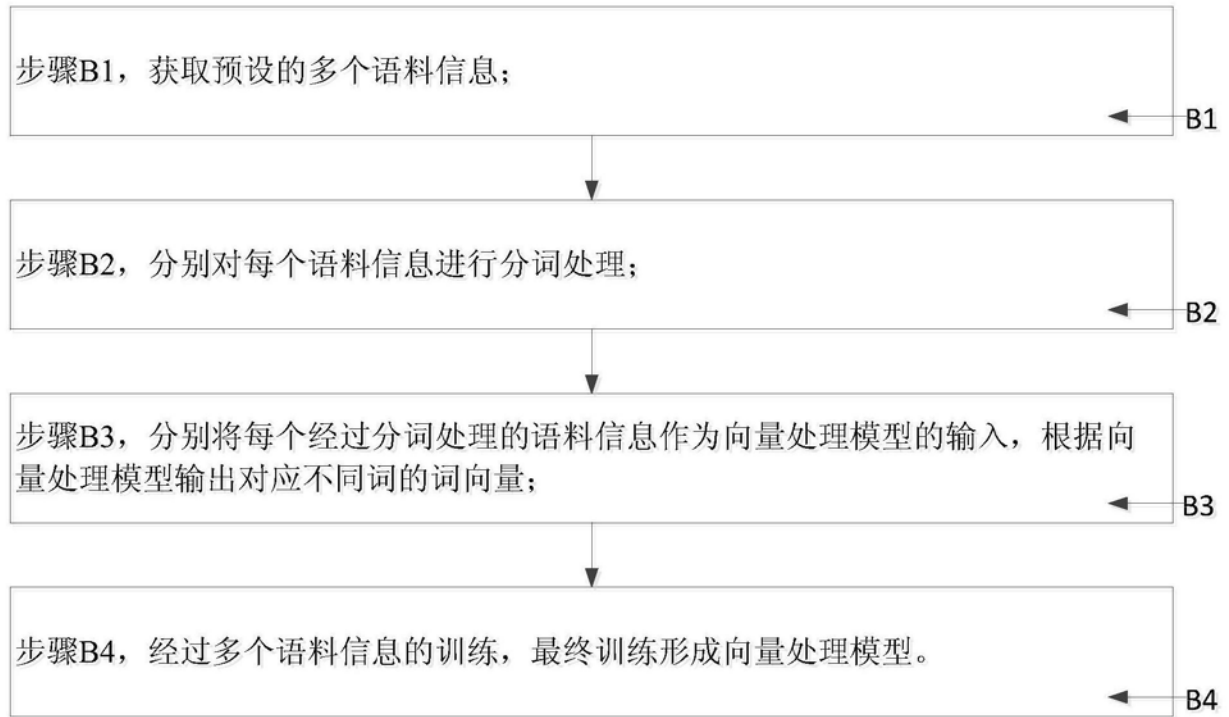 步骤B1，获取预设的多个语料信息；
B1
步骤B2，分别对每个语料信息进行分词处理；
B2
步骤B3，分别将每个经过分词处理的语料信息作为向量处理模型的输入，根据向
量处理模型输出对应不同词的词向量；
B3
步骤B4，经过多个语料信息的训练，最终训练形成向量处理模型。
B4